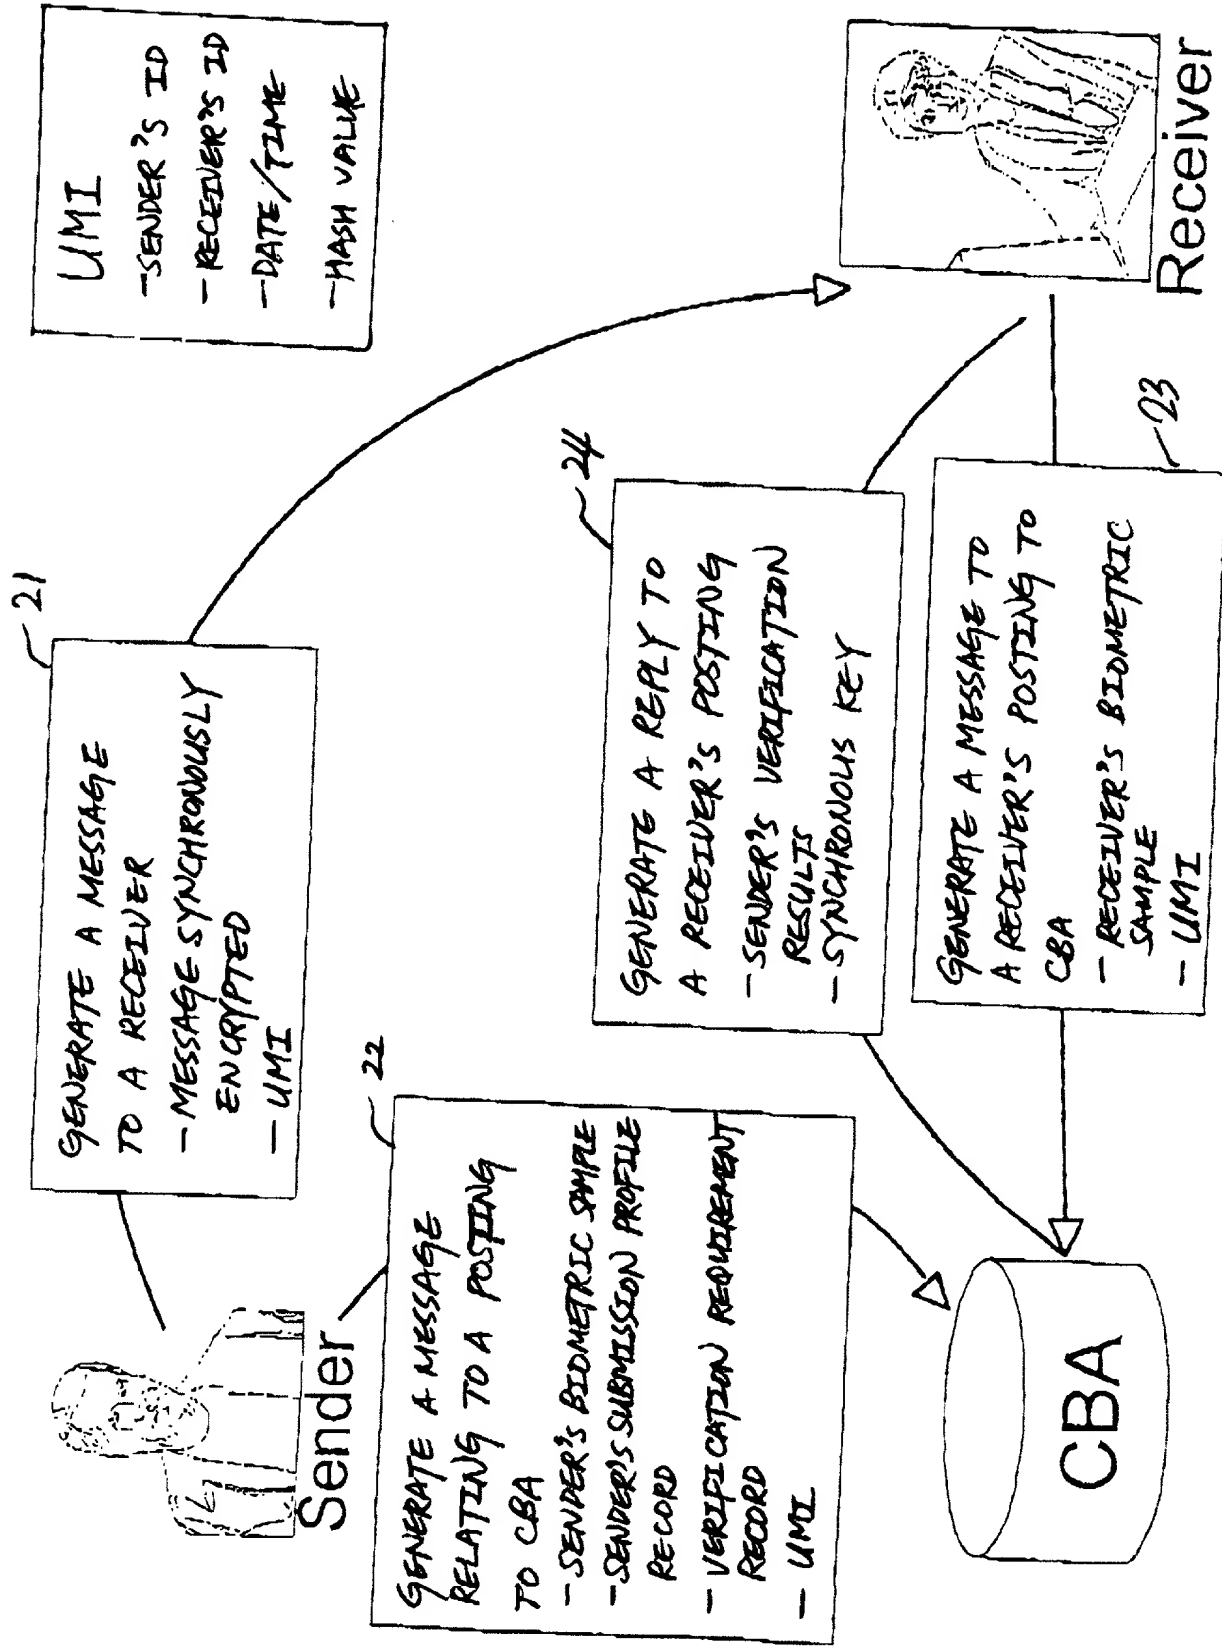 UMI
-SENDER'S ID
-RECEIVER'S ID
-DATE/TIME
-HASH VALUE
21
GENERATE A MESSAGE
TO A RECEIVER
-MESSAGE SYNCHRONOUSLY
ENCRYPTED
-UMI
Sender
22
GENERATE A MESSAGE
RELATING TO A POSTING
TO CBA
-SENDER'S BIOMETRIC SAMPLE
-SENDER'S SUBMISSION PROFILE
RECORD
-VERIFICATION REQUIREMENT
RECORD
-UMI
24
GENERATE A REPLY TO
A RECEIVER'S POSTING
-SENDER'S VERIFICATION
RESULTS
-SYNCHRONOUS KEY
Receiver
23
GENERATE A MESSAGE TO
A RECEIVER'S POSTING TO
CBA
-RECEIVER'S BIOMETRIC
SAMPLE
-UMI
CBA